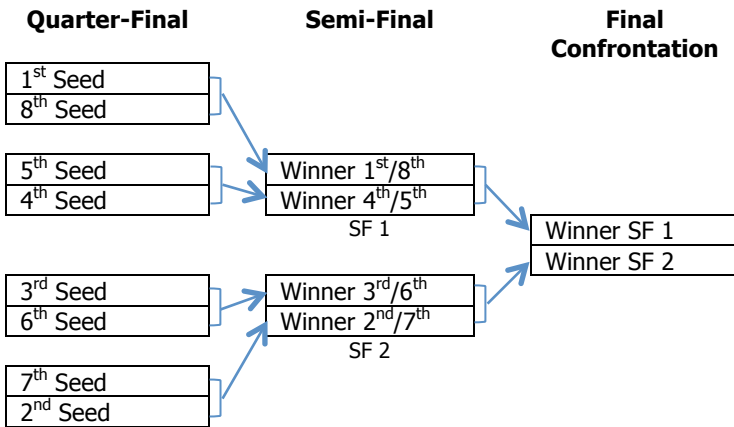 Quarter-Final
Semi-Final
Final
Confrontation
1st Seed
8th Seed
5th Seed
4th Seed
Winner 1st/8th
Winner 4th/5th
SF 1
Winner SF 1
Winner SF 2
3rd Seed
6th Seed
Winner 3rd/6th
Winner 2nd/7th
SF 2
7th Seed
2nd Seed